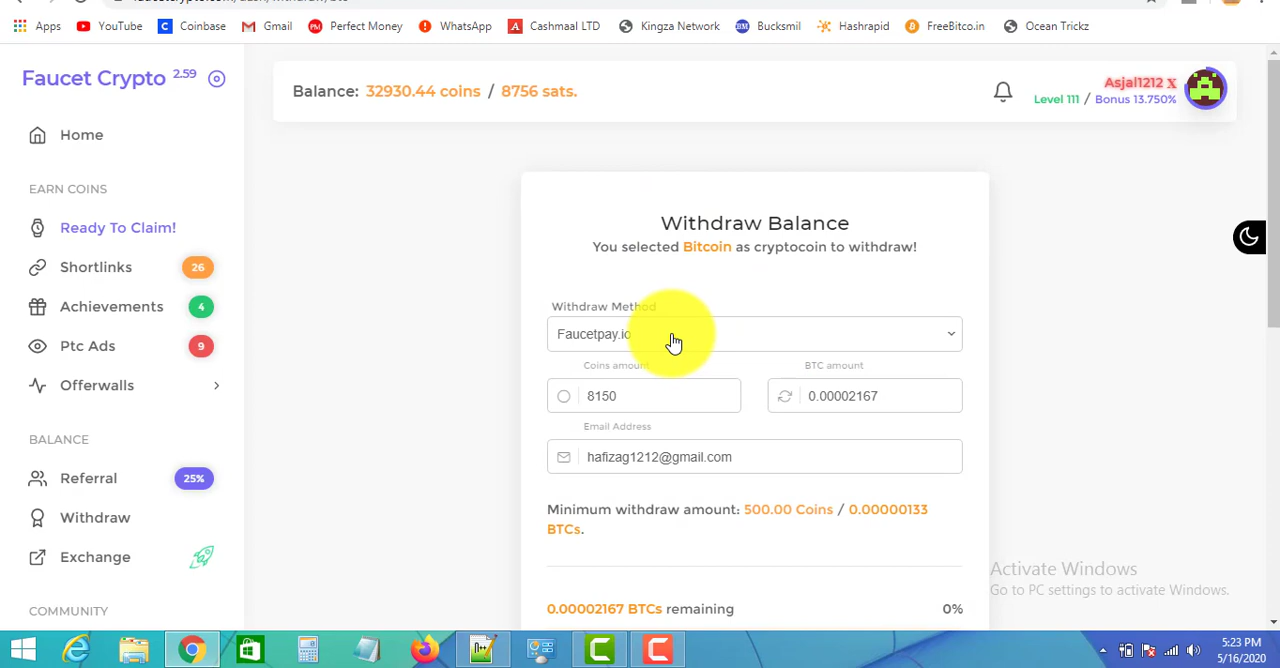 Apps YouTube Coinbase Gmail Perfect Money WhatsApp Cashmaal LTD Kingza Network Bucksmil Hashrapid FreeBitco.in Ocean Trickz
Faucet Crypto 2.59
Balance: 32930.44 coins / 8756 sats.
Asjal1212 X
Level 111 / Bonus 13.750%
Home
EARN COINS
Ready To Claim!
Shortlinks 26
Achievements 4
Ptc Ads 9
Offerwalls
BALANCE
Referral 25%
Withdraw
Exchange
COMMUNITY
Withdraw Balance
You selected Bitcoin as cryptocoin to withdraw!
Withdraw Method
Faucetpay.io
Coins amount BTC amount
8150 0.00002167
Email Address
hafizag1212@gmail.com
Minimum withdraw amount: 500.00 Coins / 0.00000133
BTCs.
0.00002167 BTCs remaining 0%
Activate Windows
Go to PC settings to activate Windows.
5:23 PM
5/16/2020